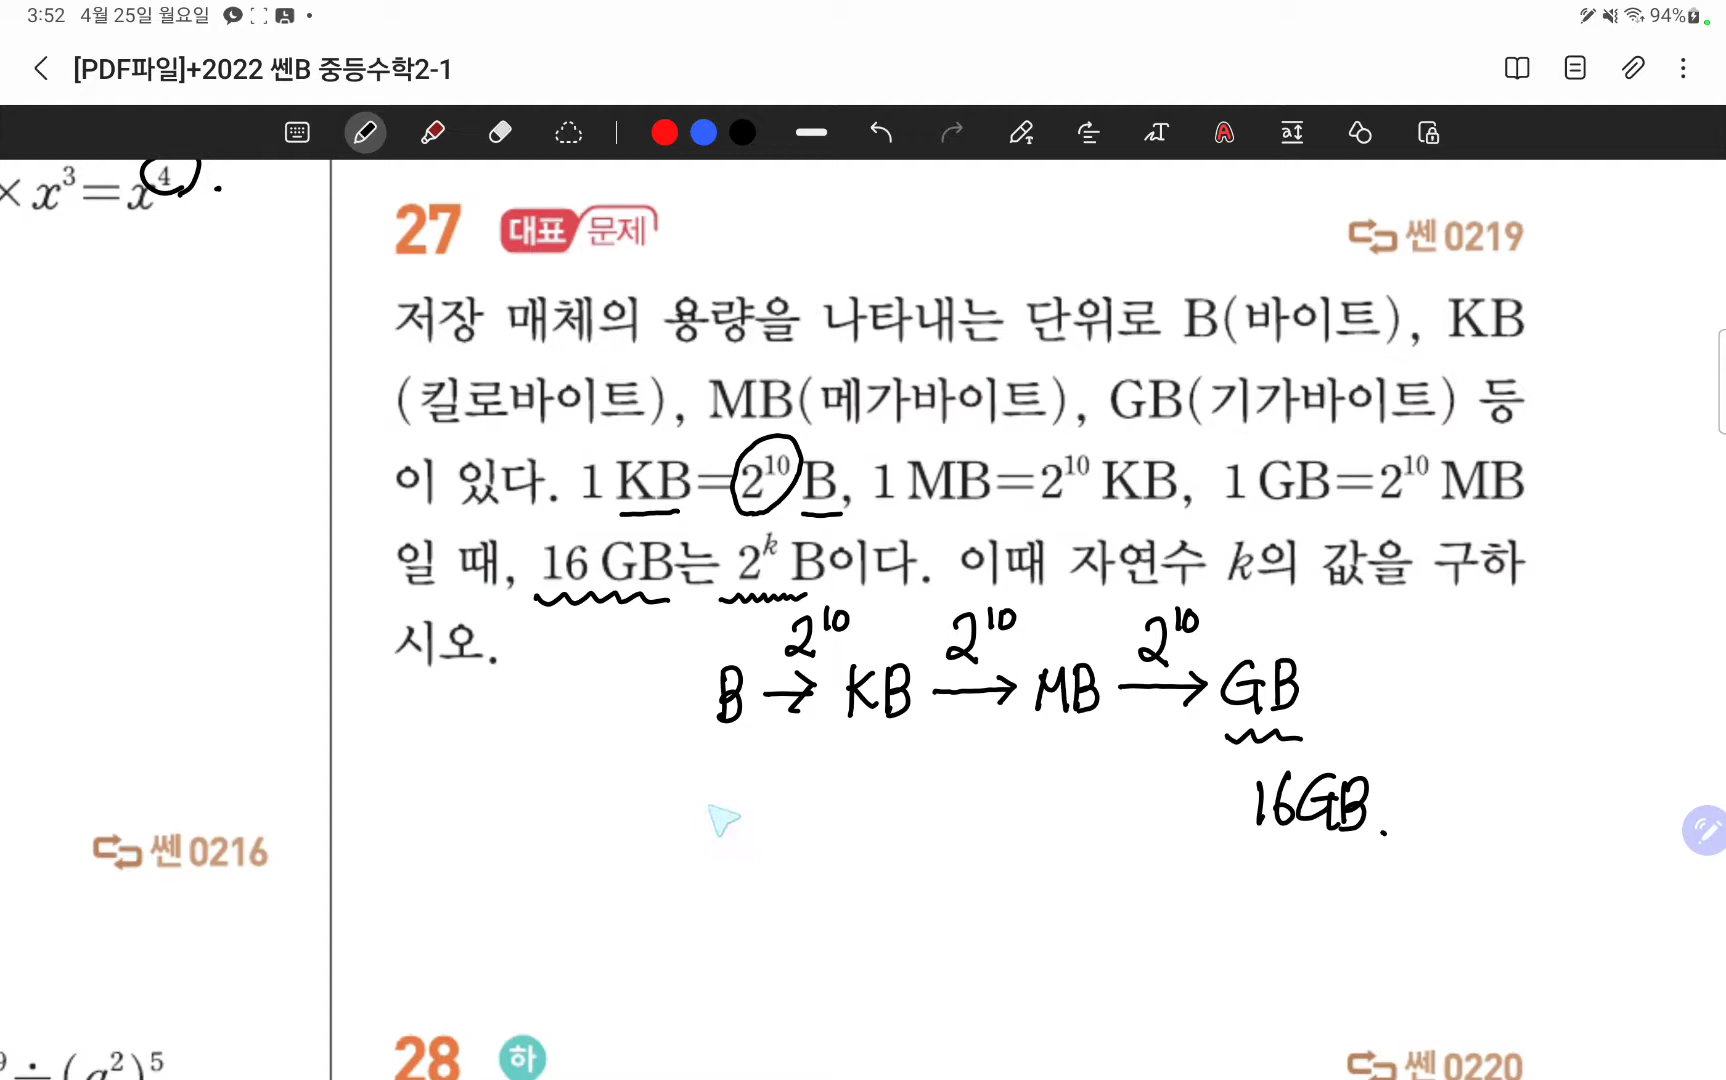 3:52 4월 25일 월요일
94%
[PDF파일]+2022 쎈B 중등수학2-1
× x³=x⁴.
27 대표 문제 쎈 0219
저장 매체의 용량을 나타내는 단위로 B(바이트), KB
(킬로바이트), MB(메가바이트), GB(기가바이트) 등
이 있다. 1 KB=2¹⁰ B, 1 MB=2¹⁰ KB, 1 GB=2¹⁰ MB
일 때, 16 GB는 2ᵏ B이다. 이때 자연수 k의 값을 구하
시오.
2¹⁰ 2¹⁰ 2¹⁰
B → KB → MB → GB
16GB.
쎈 0216
28 하 쎈 0220
⁹÷(a²)⁵